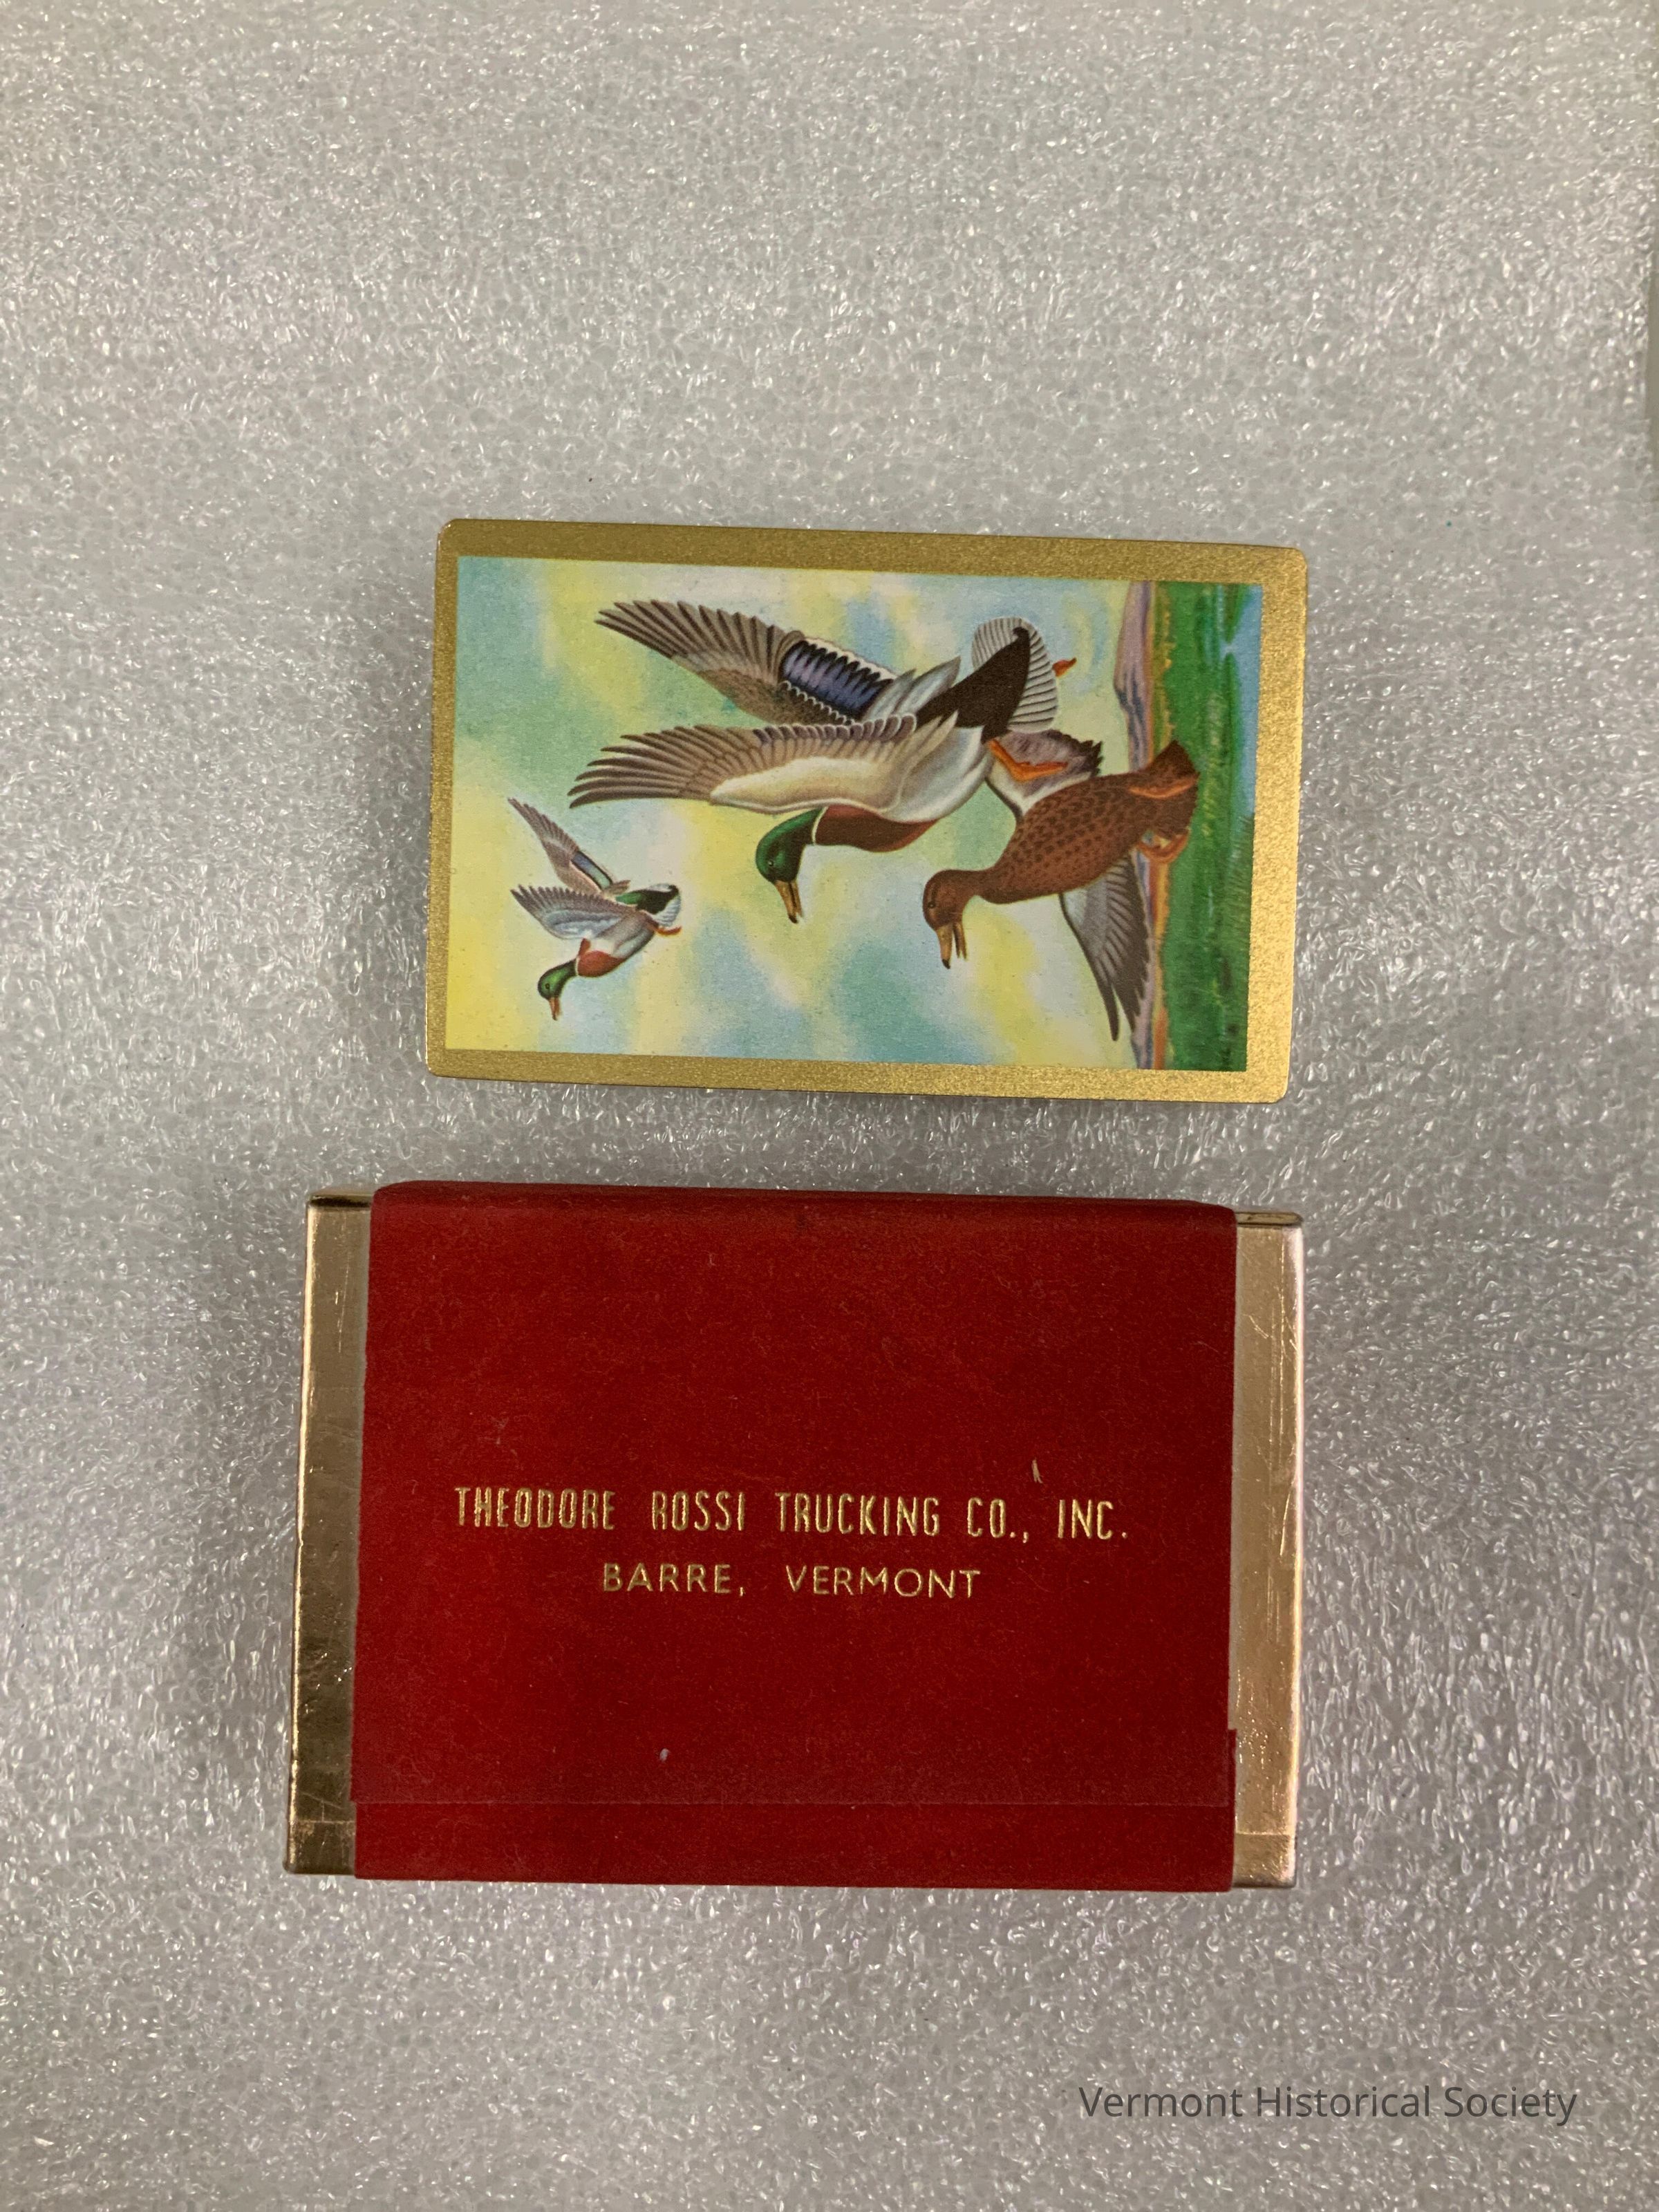 THEODORE ROSSI TRUCKING CO., INC.
BARRE, VERMONT
Vermont Historical Society